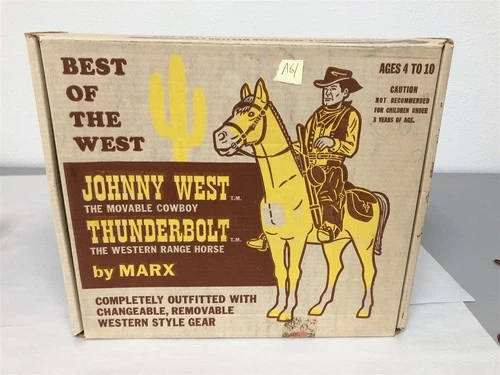 BEST
OF
THE
WEST
AGES 4 TO 10
CAUTION
NOT RECOMMENDED
FOR CHILDREN UNDER
3 YEARS OF AGE.
JOHNNY WEST T.M.
THE MOVABLE COWBOY
THUNDERBOLT T.M.
THE WESTERN RANGE HORSE
by MARX
COMPLETELY OUTFITTED WITH
CHANGEABLE, REMOVABLE
WESTERN STYLE GEAR